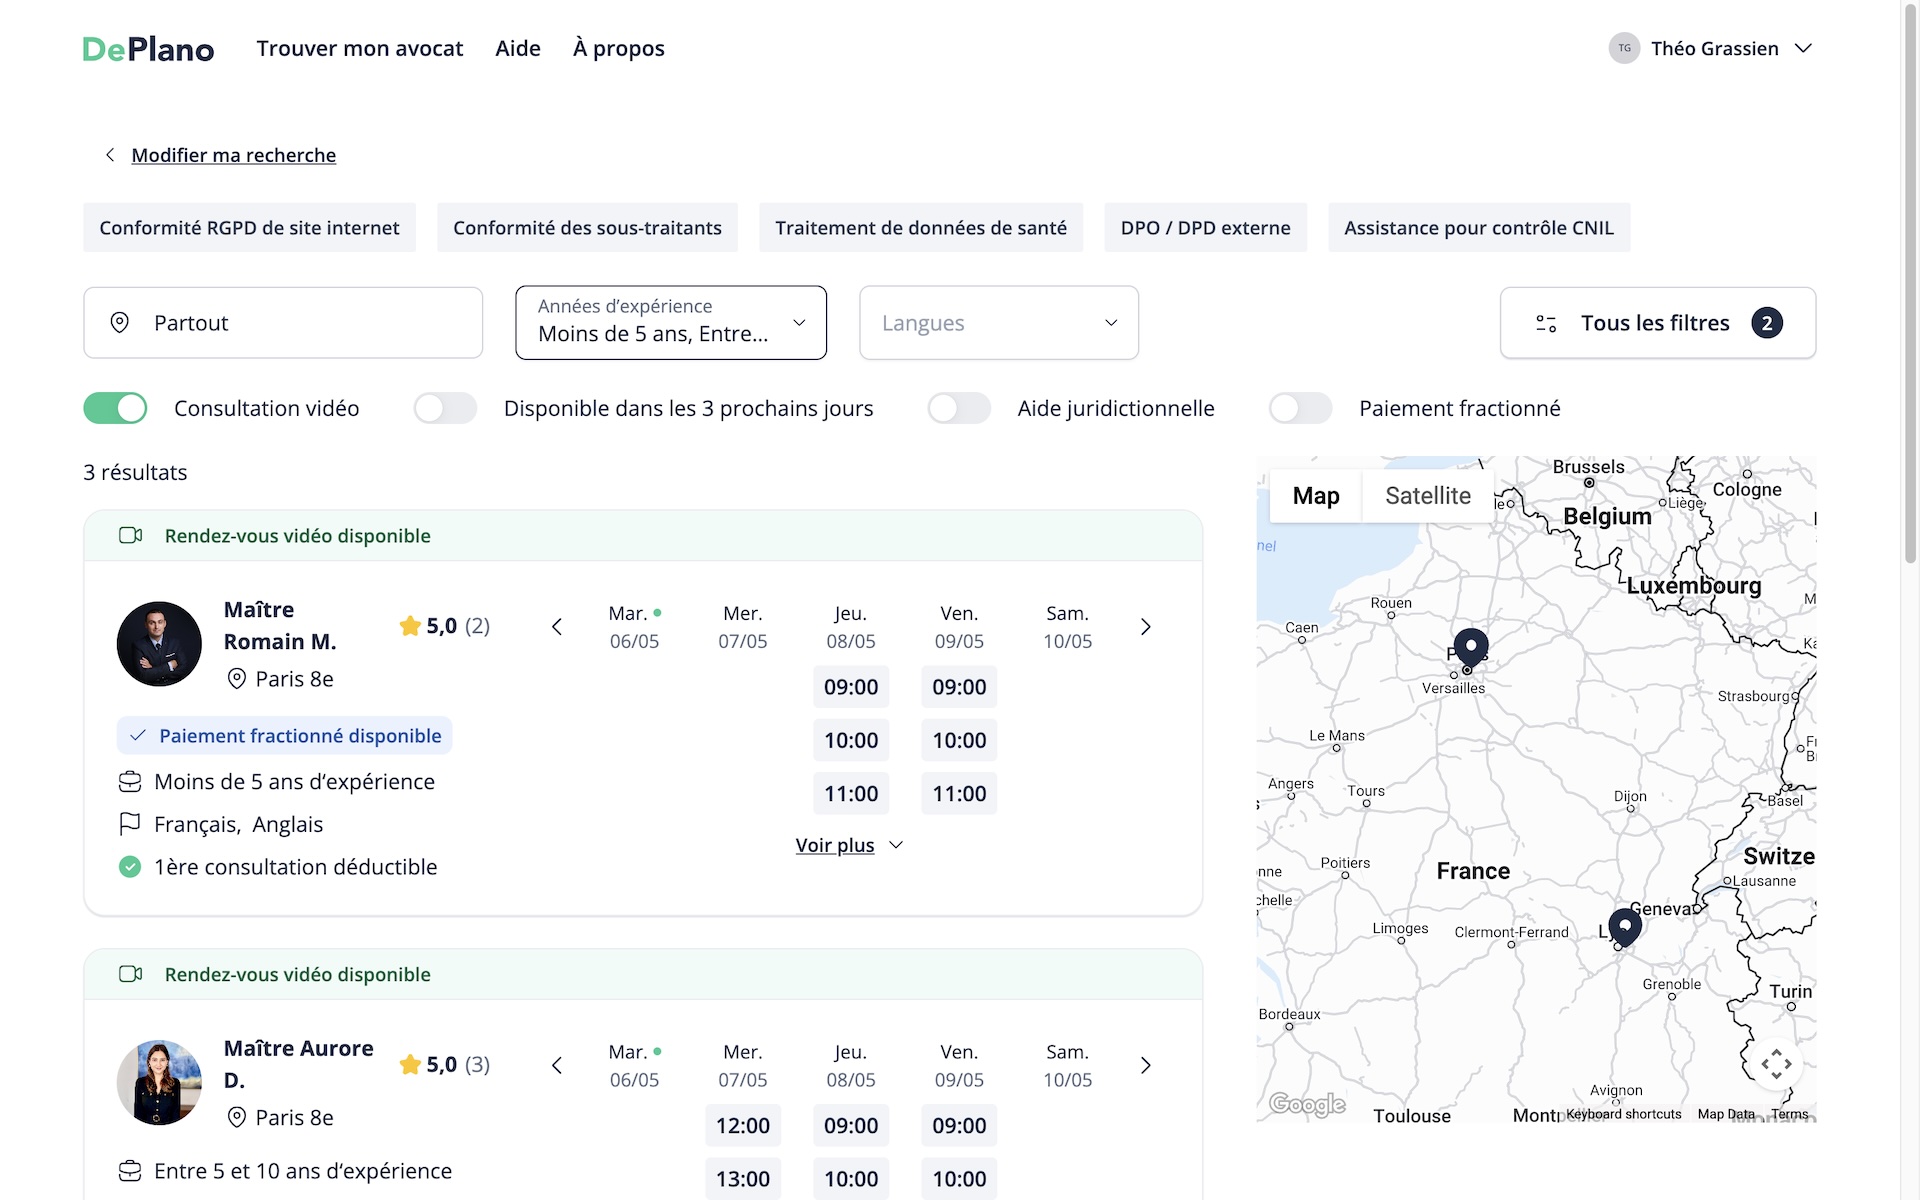 DePlano
Trouver mon avocat
Aide
À propos
TG
Théo Grassien
Modifier ma recherche
Conformité RGPD de site internet
Conformité des sous-traitants
Traitement de données de santé
DPO / DPD externe
Assistance pour contrôle CNIL
Partout
Années d’expérience
Moins de 5 ans, Entre...
Langues
Tous les filtres
2
Consultation vidéo
Disponible dans les 3 prochains jours
Aide juridictionnelle
Paiement fractionné
3 résultats
Rendez-vous vidéo disponible
Maître
Romain M.
5,0 (2)
Paris 8e
Paiement fractionné disponible
Moins de 5 ans d‘expérience
Français, Anglais
1ère consultation déductible
Mar. Mer. Jeu. Ven. Sam.
06/05 07/05 08/05 09/05 10/05
09:00 09:00
10:00 10:00
11:00 11:00
Voir plus
Rendez-vous vidéo disponible
Maître Aurore
D.
5,0 (3)
Paris 8e
Entre 5 et 10 ans d‘expérience
Mar. Mer. Jeu. Ven. Sam.
06/05 07/05 08/05 09/05 10/05
12:00 09:00 09:00
13:00 10:00 10:00
Map
Satellite
Brussels
Cologne
Liège
Belgium
Luxembourg
Rouen
Caen
Versailles
Strasbourg
Le Mans
Angers
Tours
Dijon
Basel
Poitiers
France
Switze
Lausanne
Geneva
Limoges
Clermont-Ferrand
Grenoble
Turin
Bordeaux
Avignon
Google
Toulouse
Keyboard shortcuts
Map Data
Terms